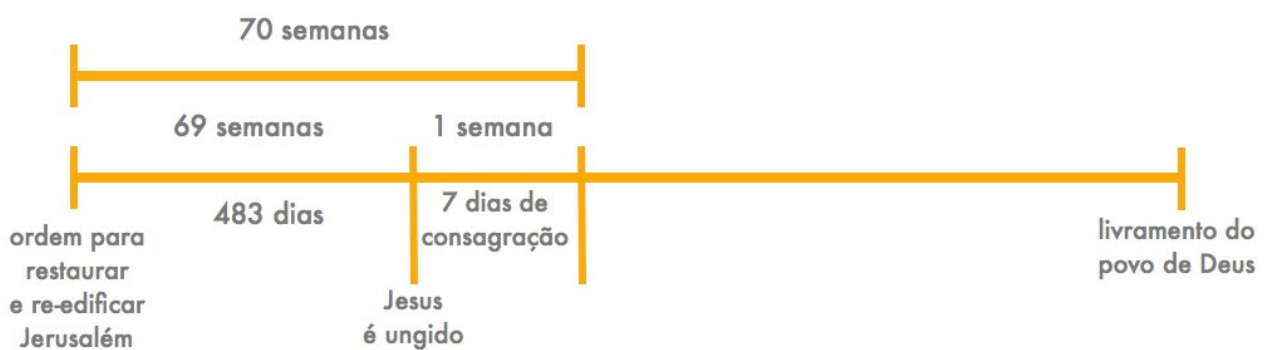 70 semanas
69 semanas
1 semana
483 dias
7 dias de
consagração
ordem para
restaurar
e re-edificar
Jerusalém
Jesus
é ungido
livramento do
povo de Deus